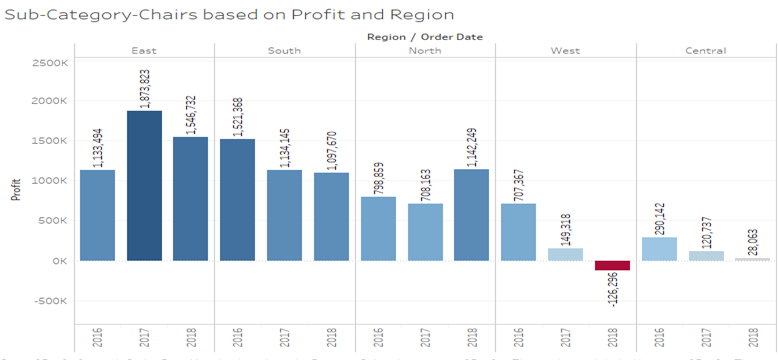 Sub-Category-Chairs based on Profit and Region
Region / Order Date
East South North West Central
2500K
2000K
1500K
1000K
500K
0K
-500K
Profit
1,133,494
1,873,823
1,546,732
1,521,368
1,134,145
1,097,670
798,859
708,163
1,142,249
707,367
149,318
-126,296
290,142
120,737
28,063
2016 2017 2018 2016 2017 2018 2016 2017 2018 2016 2017 2018 2016 2017 2018